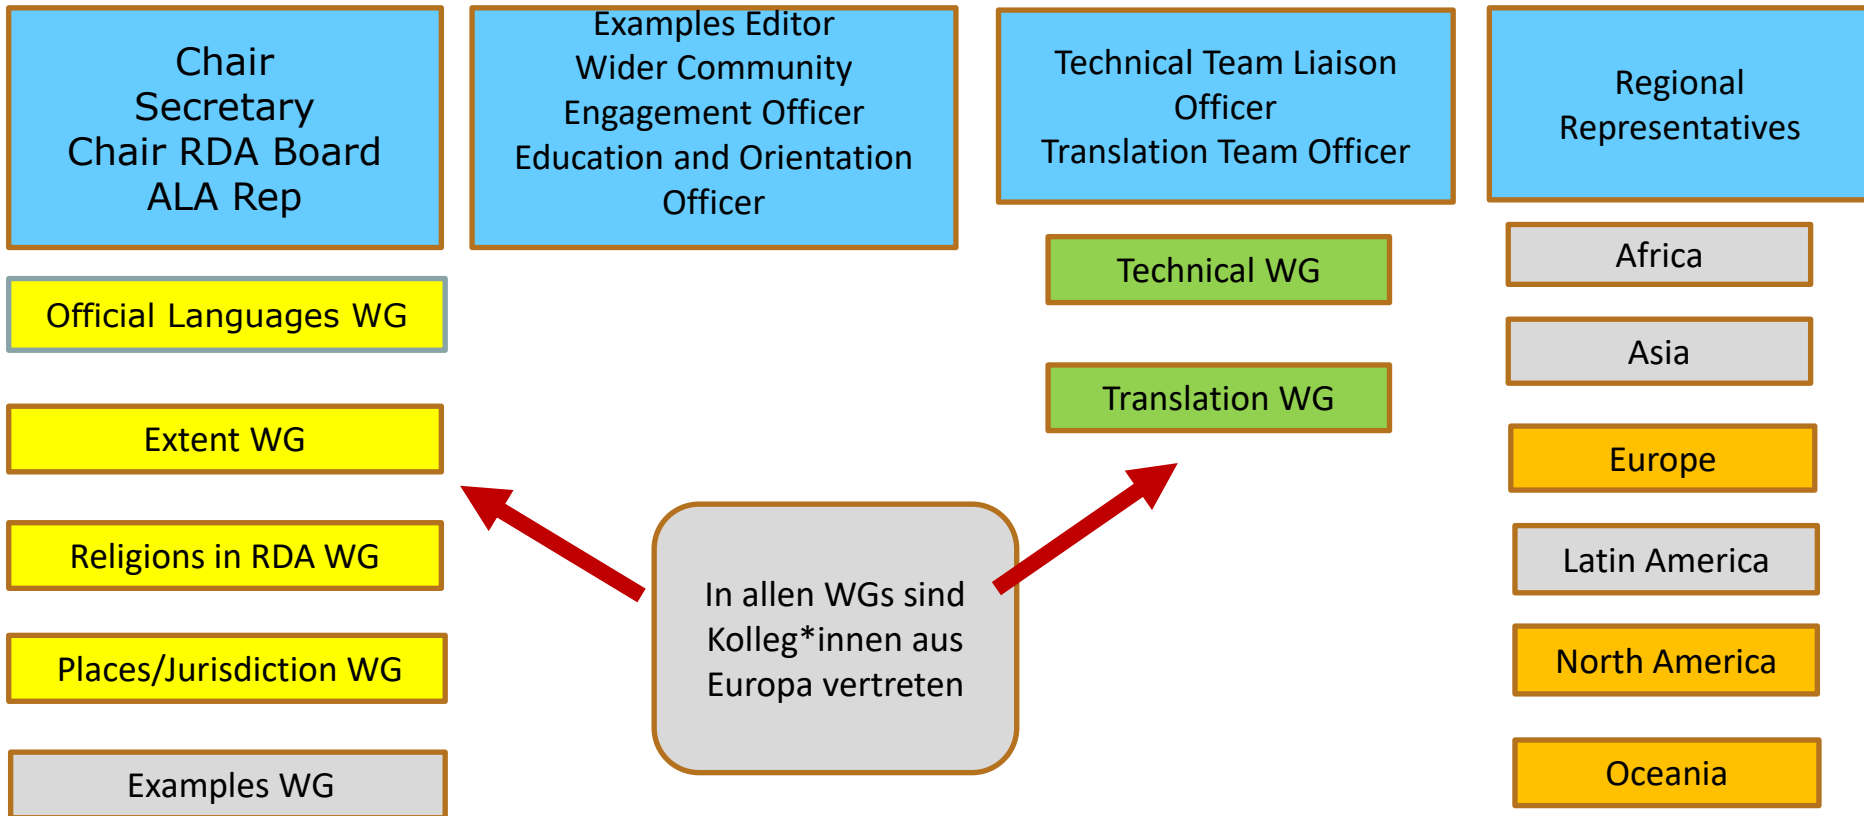 Chair
Secretary
Chair RDA Board
ALA Rep
Examples Editor
Wider Community
Engagement Officer
Education and Orientation
Officer
Technical Team Liaison
Officer
Translation Team Officer
Regional
Representatives
Official Languages WG
Extent WG
Religions in RDA WG
Places/Jurisdiction WG
Examples WG
Technical WG
Translation WG
In allen WGs sind
Kolleg*innen aus
Europa vertreten
Africa
Asia
Europe
Latin America
North America
Oceania